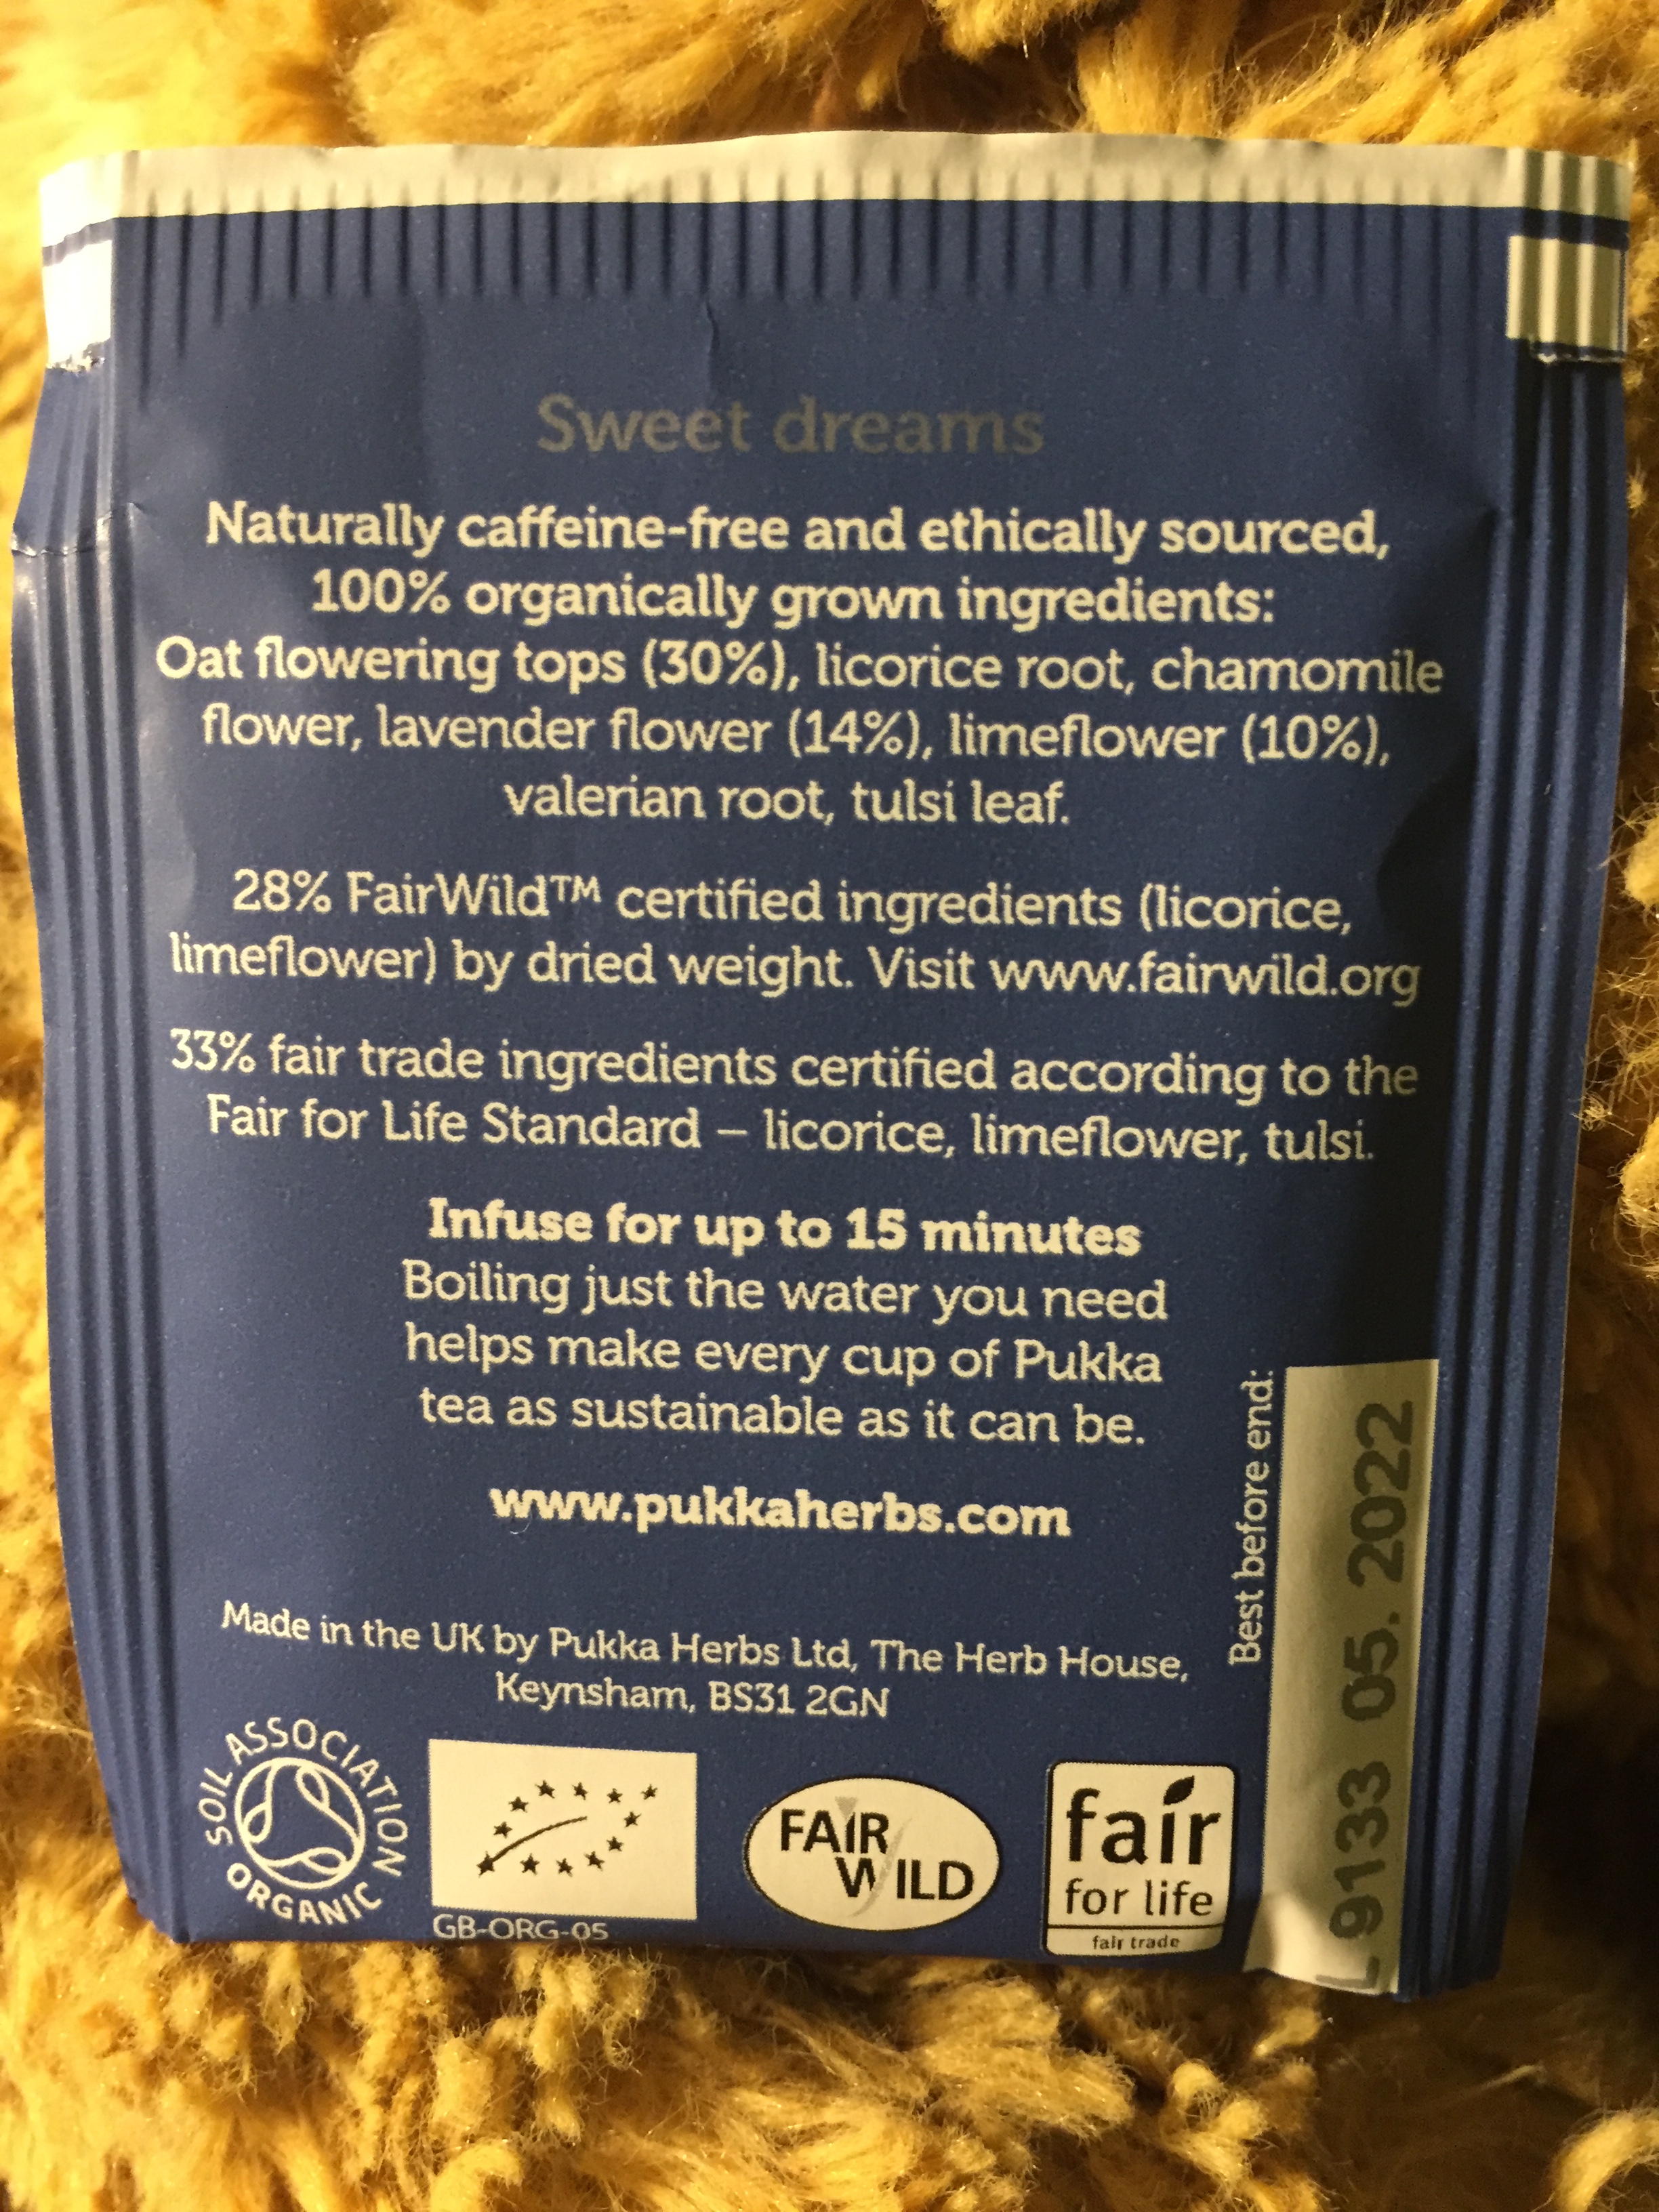 Sweet dreams
Naturally caffeine-free and ethically sourced,
100% organically grown ingredients:
Oat flowering tops (30%), licorice root, chamomile
flower, lavender flower (14%), limeflower (10%),
valerian root, tulsi leaf.
28% FairWild™ certified ingredients (licorice,
limeflower) by dried weight. Visit www.fairwild.org
33% fair trade ingredients certified according to the
Fair for Life Standard – licorice, limeflower, tulsi.
Infuse for up to 15 minutes
Boiling just the water you need
helps make every cup of Pukka
tea as sustainable as it can be.
www.pukkaherbs.com
Made in the UK by Pukka Herbs Ltd, The Herb House,
Keynsham, BS31 2GN
Best before end:
L 9133 05. 2022
SOIL ASSOCIATION
ORGANIC
GB-ORG-05
FAIR
WILD
fair
for life
fair trade